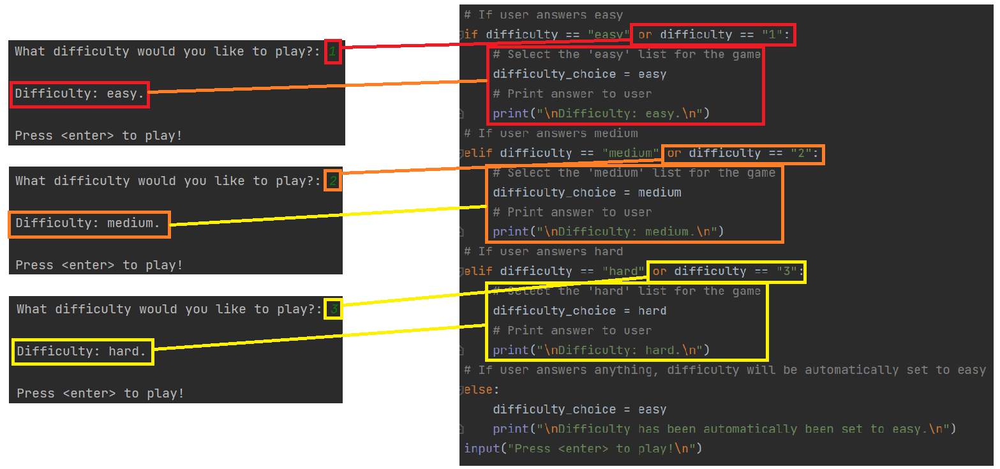 What difficulty would you like to play?: 1
Difficulty: easy.
Press <enter> to play!
What difficulty would you like to play?: 2
Difficulty: medium.
Press <enter> to play!
What difficulty would you like to play?: 3
Difficulty: hard.
Press <enter> to play!
# If user answers easy
if difficulty == "easy" or difficulty == "1":
# Select the 'easy' list for the game
difficulty_choice = easy
# Print answer to user
print("\nDifficulty: easy.\n")
# If user answers medium
elif difficulty == "medium" or difficulty == "2":
# Select the 'medium' list for the game
difficulty_choice = medium
# Print answer to user
print("\nDifficulty: medium.\n")
# If user answers hard
elif difficulty == "hard" or difficulty == "3":
# Select the 'hard' list for the game
difficulty_choice = hard
# Print answer to user
print("\nDifficulty: hard.\n")
# If user answers anything, difficulty will be automatically set to easy
else:
difficulty_choice = easy
print("\nDifficulty has been automatically been set to easy.\n")
input("Press <enter> to play!\n")